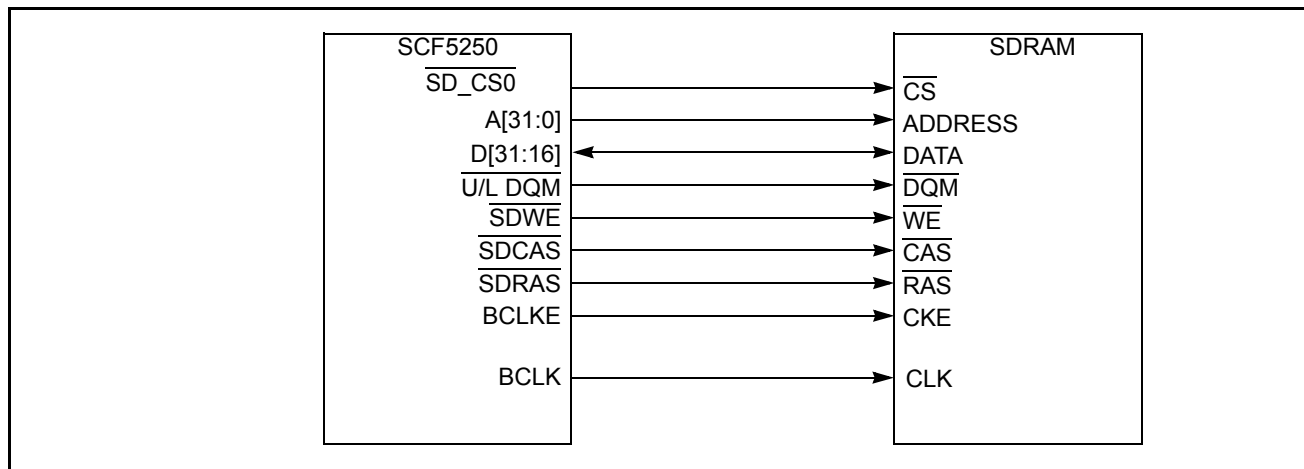 SCF5250
SD_CS0
A[31:0]
D[31:16]
U/L DQM
SDWE
SDCAS
SDRAS
BCLKE
BCLK
SDRAM
CS
ADDRESS
DATA
DQM
WE
CAS
RAS
CKE
CLK